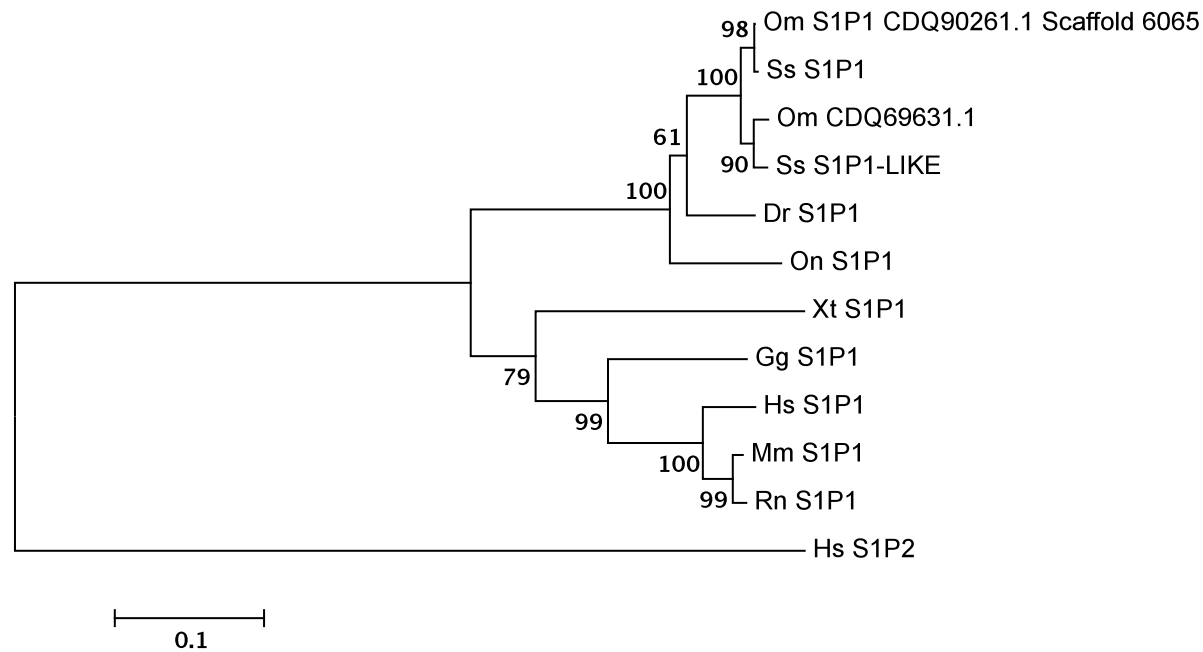 98
Om S1P1 CDQ90261.1 Scaffold 6065
Ss S1P1
100
Om CDQ69631.1
61
Ss S1P1-LIKE
90
100
Dr S1P1
On S1P1
Xt S1P1
Gg S1P1
79
Hs S1P1
99
Mm S1P1
100
Rn S1P1
99
Hs S1P2
0.1